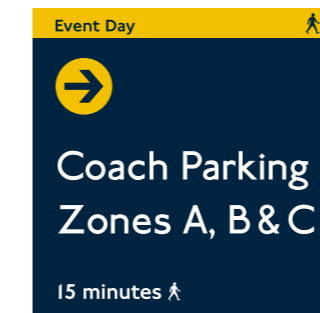 Event Day
Coach Parking
Zones A, B & C
15 minutes